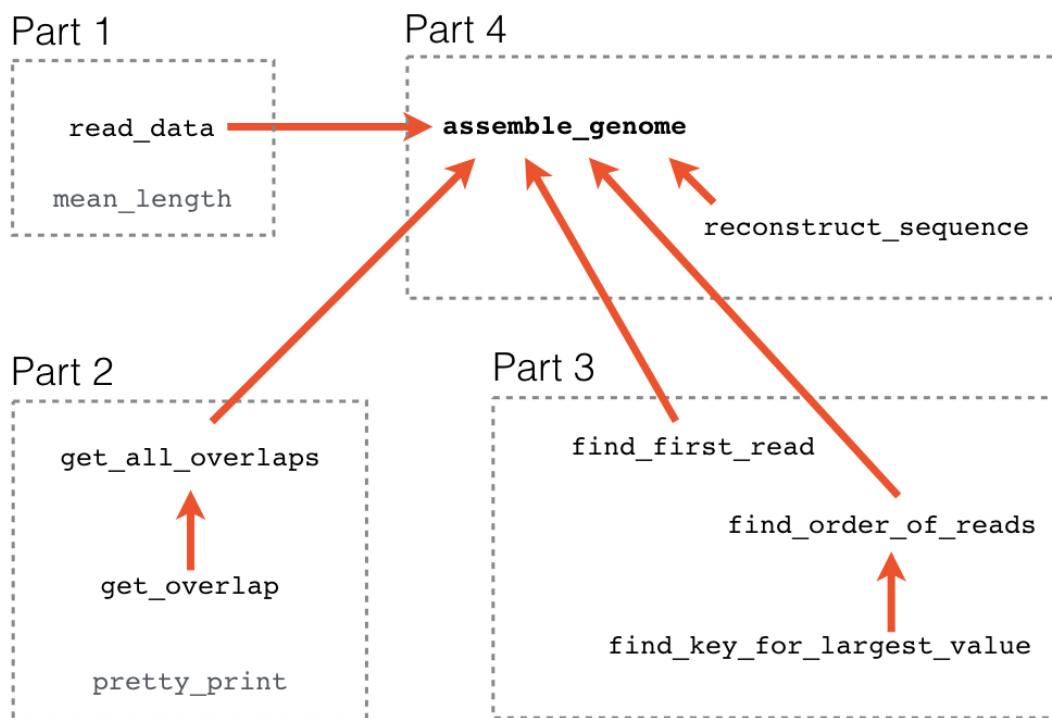 Part 1
read_data
mean_length
Part 4
assemble_genome
reconstruct_sequence
Part 2
get_all_overlaps
get_overlap
pretty_print
Part 3
find_first_read
find_order_of_reads
find_key_for_largest_value